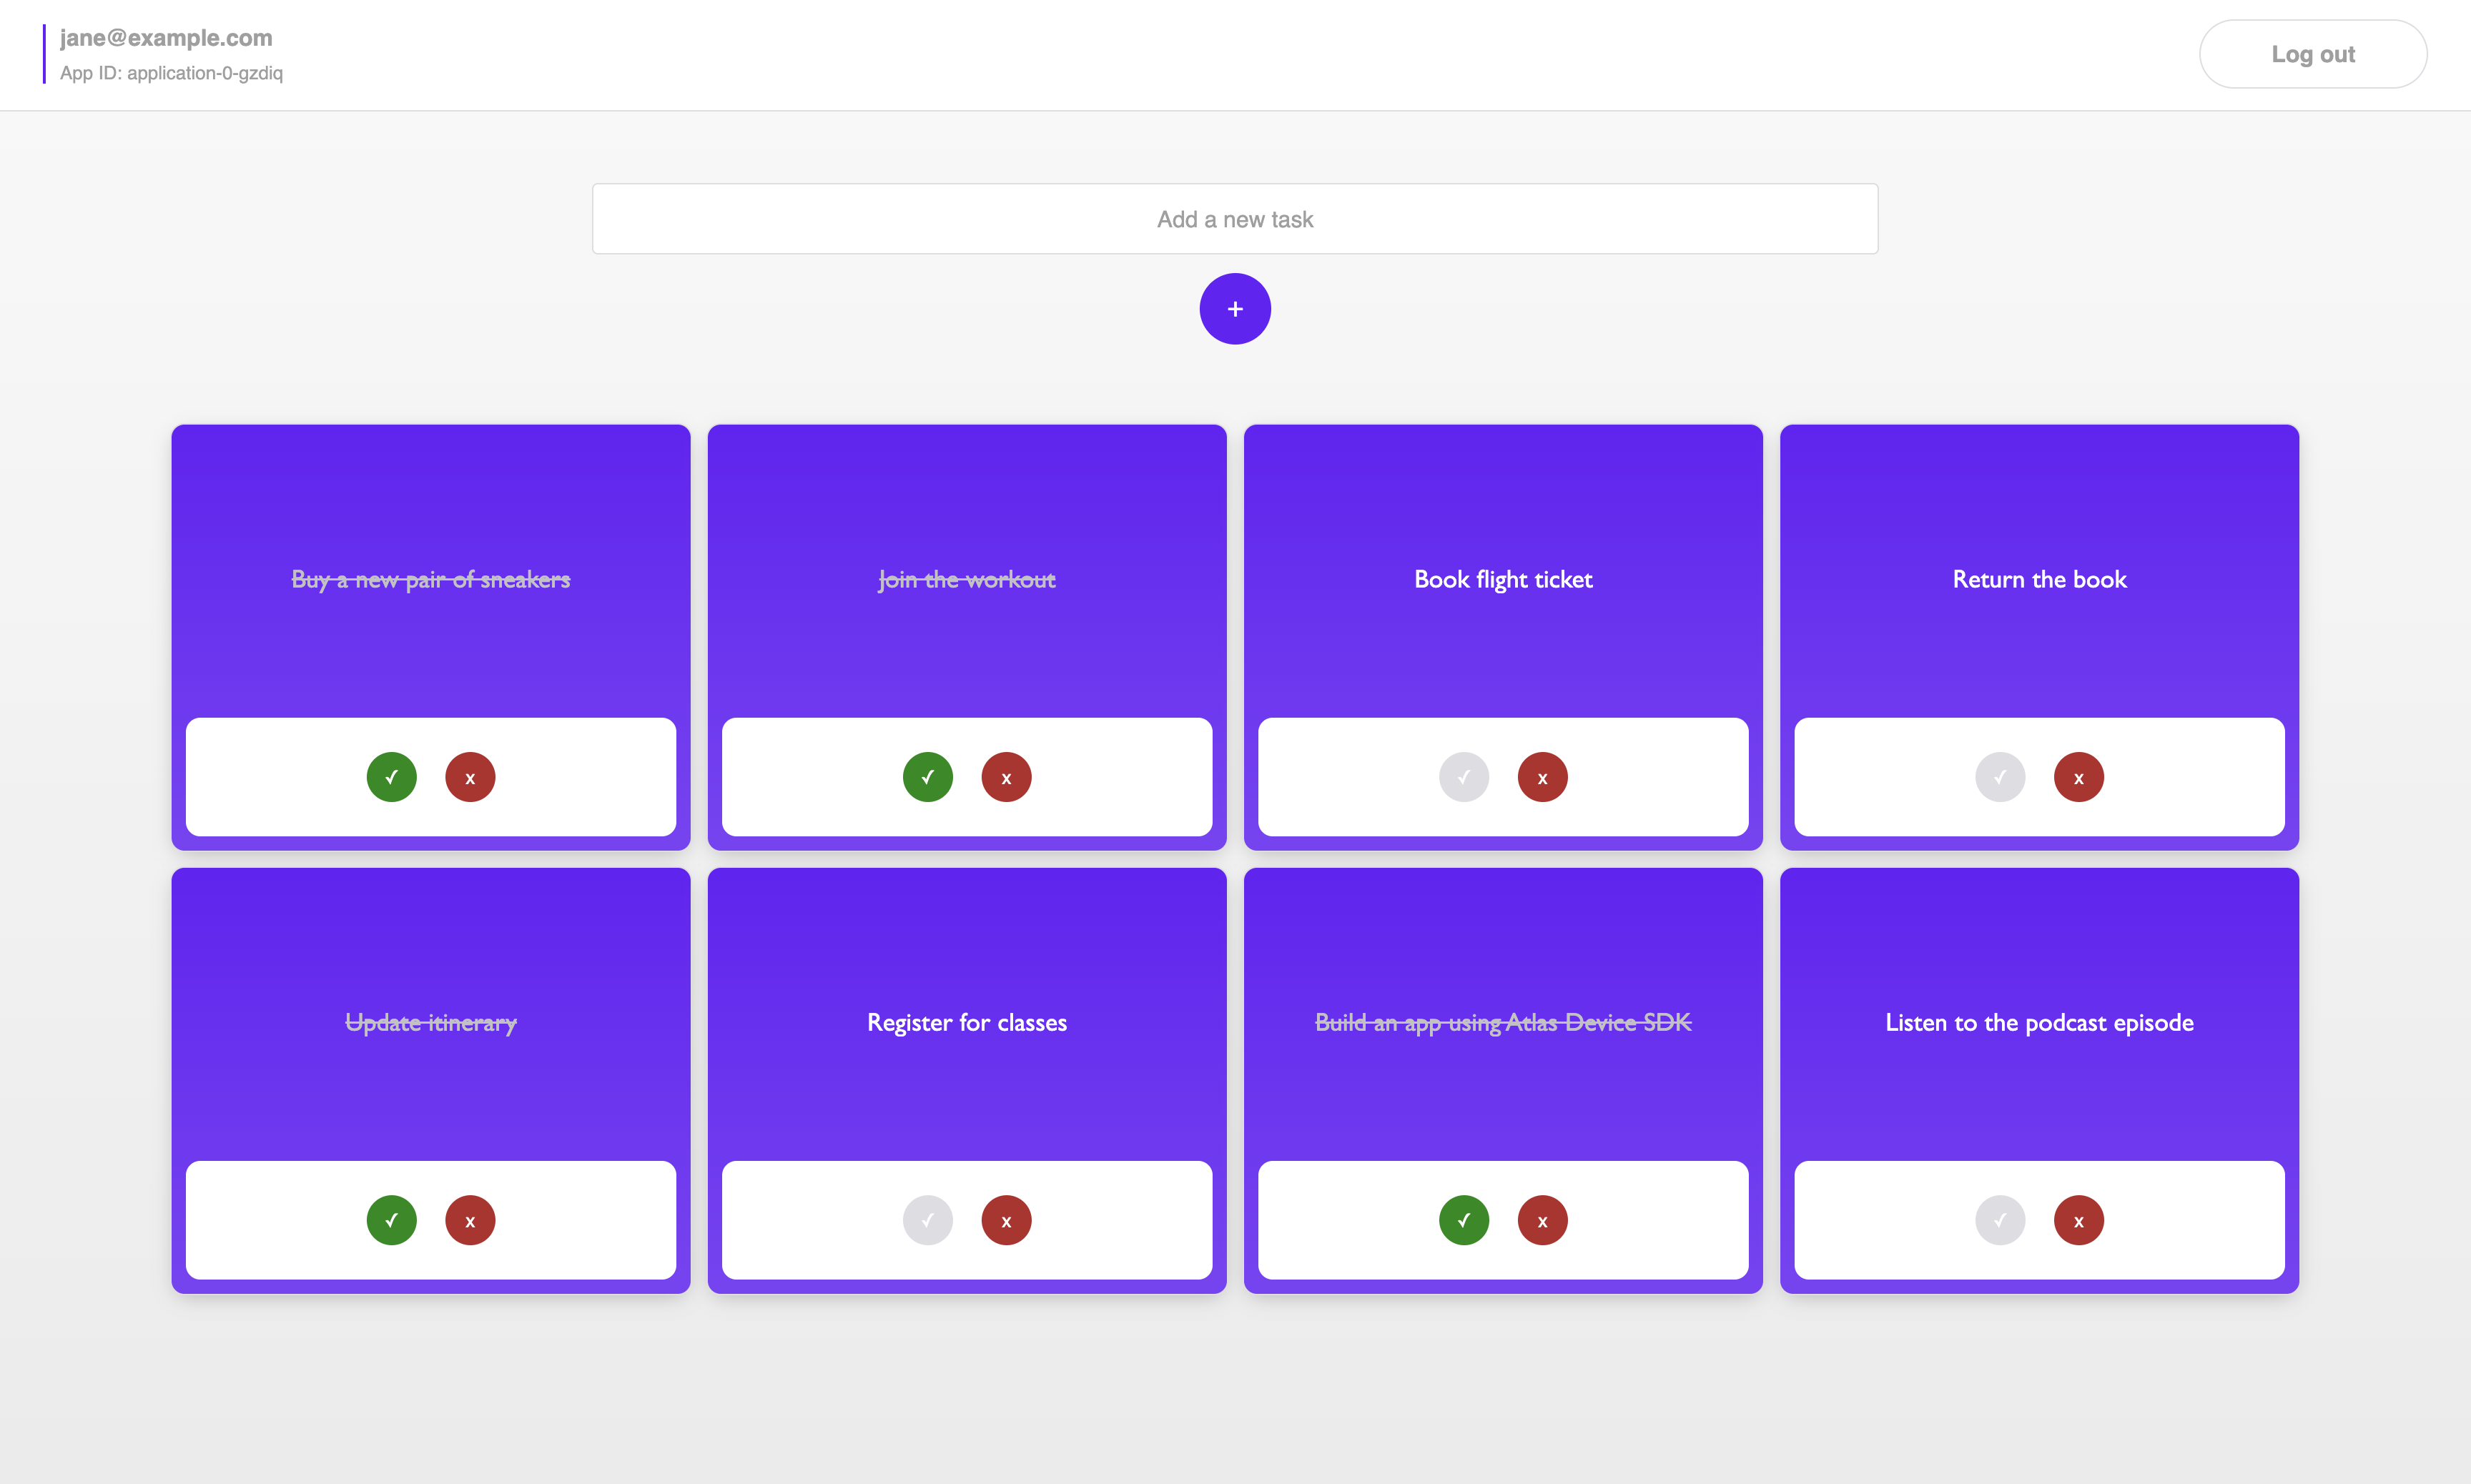 jane@example.com
App ID: application-0-gzdiq
Log out
Add a new task
+
Buy a new pair of sneakers
Join the workout
Book flight ticket
Return the book
✓ x
✓ x
✓ x
✓ x
Update itinerary
Register for classes
Build an app using Atlas Device SDK
Listen to the podcast episode
✓ x
✓ x
✓ x
✓ x